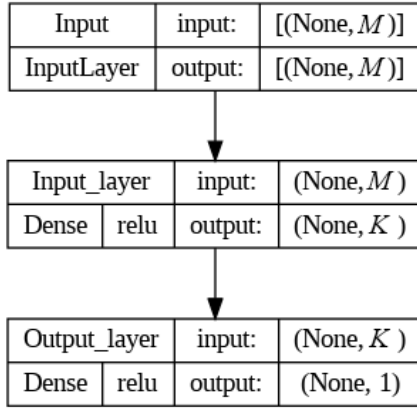 Input input: [(None, M)]
InputLayer output: [(None, M)]
Input_layer input: (None, M )
Dense relu output: (None, K )
Output_layer input: (None, K )
Dense relu output: (None, 1)